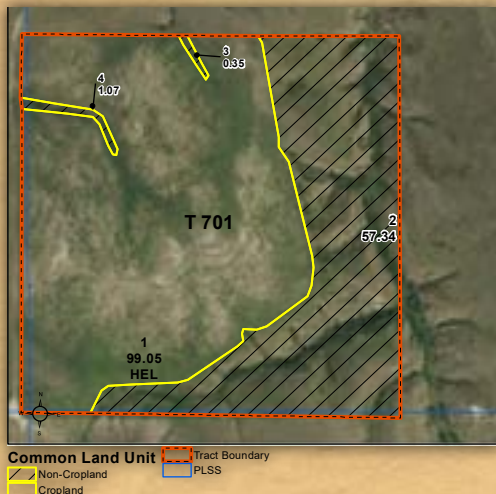 3
0.35
4
1.07
T 701
2
57.34
1
99.05
HEL
N
E
S
Common Land Unit
Non-Cropland
Cropland
Tract Boundary
PLSS